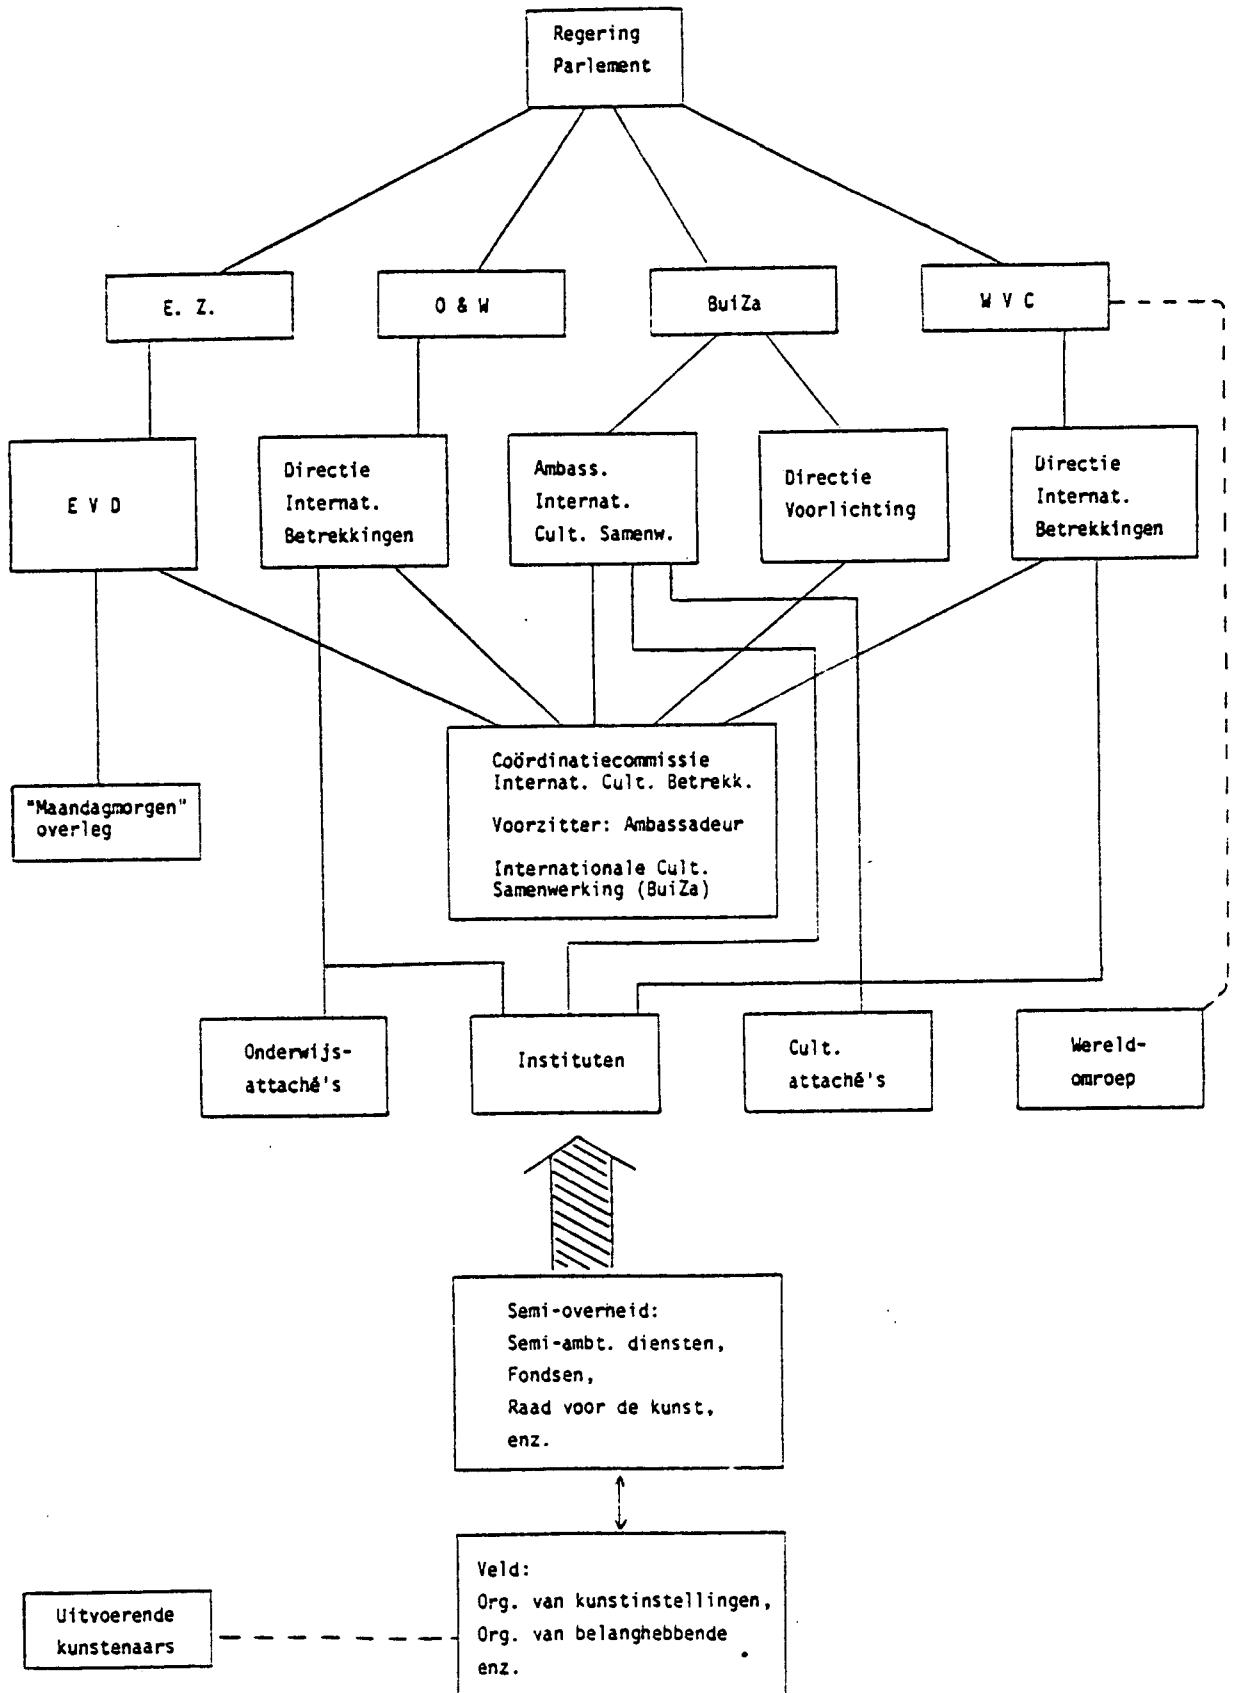 Regering
Parlement
E. Z.
O & W
BuiZa
W V C
E V D
Directie
Internat.
Betrekkingen
Ambass.
Internat.
Cult. Samenw.
Directie
Voorlichting
Directie
Internat.
Betrekkingen
"Maandagmorgen"
overleg
Coördinatiecommissie
Internat. Cult. Betrekk.
Voorzitter: Ambassadeur
Internationale Cult.
Samenwerking (BuiZa)
Onderwijs-
attaché's
Instituten
Cult.
attaché's
Wereld-
omroep
Semi-overheid:
Semi-ambt. diensten,
Fondsen,
Raad voor de kunst,
enz.
Veld:
Org. van kunstinstellingen,
Org. van belanghebbende
enz.
Uitvoerende
kunstenaars